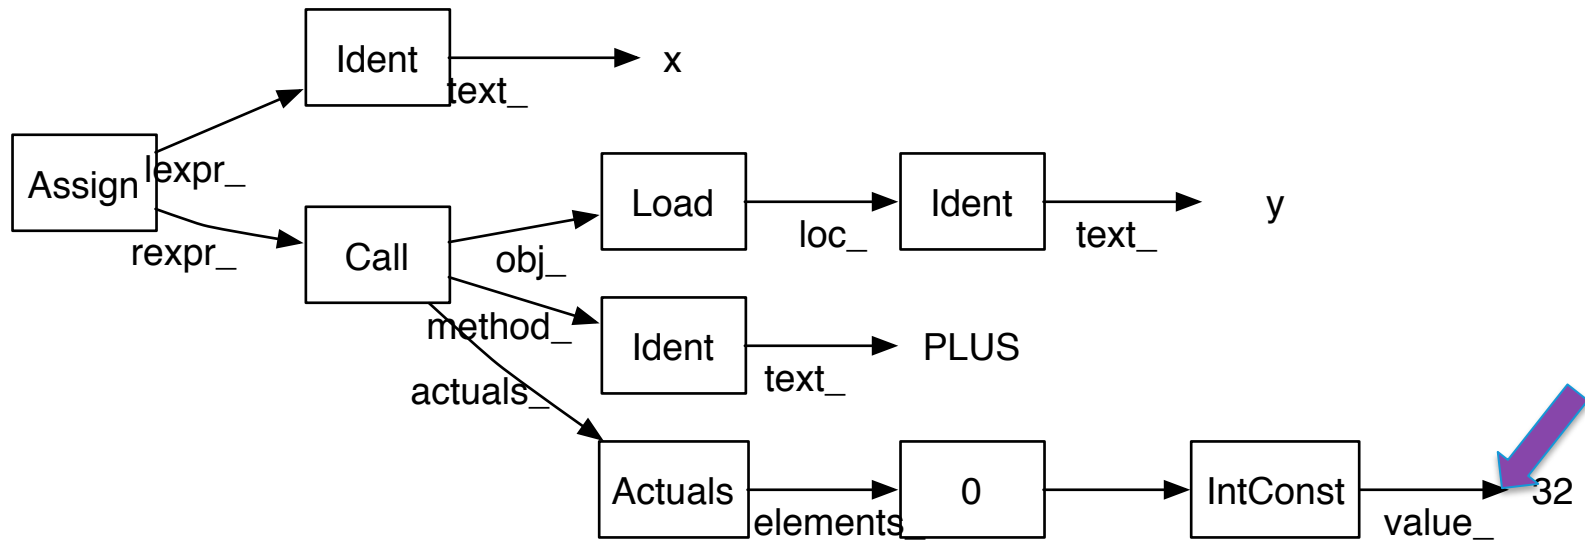 Ident
x
text_
Assign
lexpr_
rexpr_
Call
Load
loc_
Ident
y
text_
obj_
method_
Ident
PLUS
text_
actuals_
Actuals
elements_
0
IntConst
value_
32